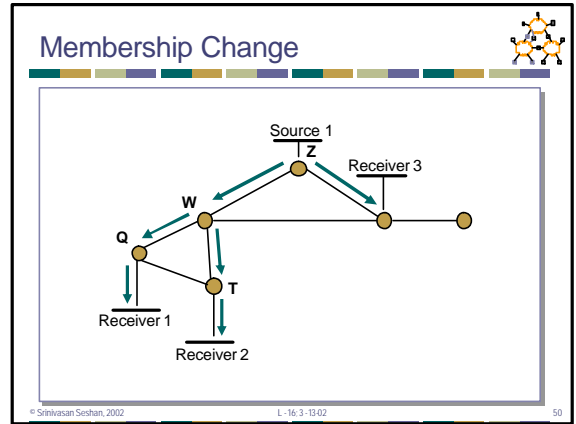 Membership Change
Source 1
Z
Receiver 3
W
Q
T
Receiver 1
Receiver 2
© Srinivasan Seshan, 2002
L -16; 3 -13-02
50